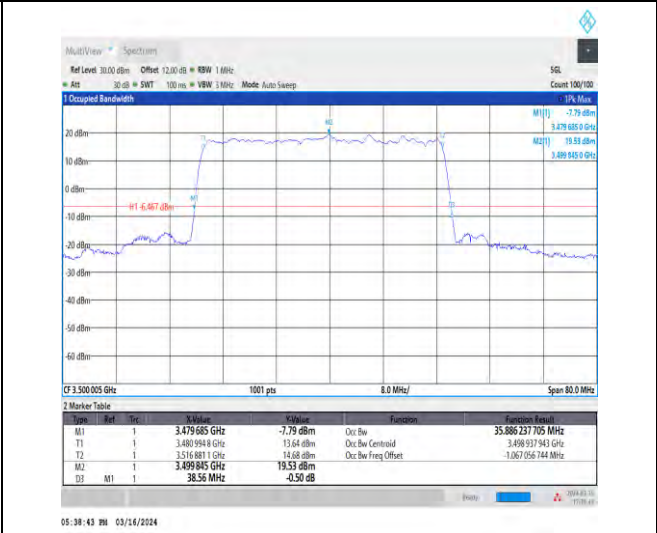 MultiView Spectrum
Ref Level 30.00 dBm Offset 12.00 dB RBW 1 MHz SGL
Att 30 dB SWT 100 ms VBW 3 MHz Mode Auto Sweep Count 100/100
1 Occupied Bandwidth 1Pk Max
M1[1] -7.79 dBm
3.479 685 0 GHz
M2[1] 19.53 dBm
3.499 845 0 GHz
M2
T1
T2
20 dBm
10 dBm
0 dBm
M1
D3
H1 -6.467 dBm
-10 dBm
-20 dBm
-30 dBm
-40 dBm
-50 dBm
-60 dBm
CF 3.500 005 GHz 1001 pts 8.0 MHz/ Span 80.0 MHz
2 Marker Table
Type Ref Trc X-Value Y-Value Function Function Result
M1 1 3.479 685 GHz -7.79 dBm Occ Bw 35.886 237 705 MHz
T1 1 3.480 994 8 GHz 13.64 dBm Occ Bw Centroid 3.498 937 943 GHz
T2 1 3.516 881 1 GHz 14.68 dBm Occ Bw Freq Offset -1.067 056 744 MHz
M2 1 3.499 845 GHz 19.53 dBm
D3 M1 1 38.56 MHz -0.50 dB
05:38:43 PM 03/16/2024